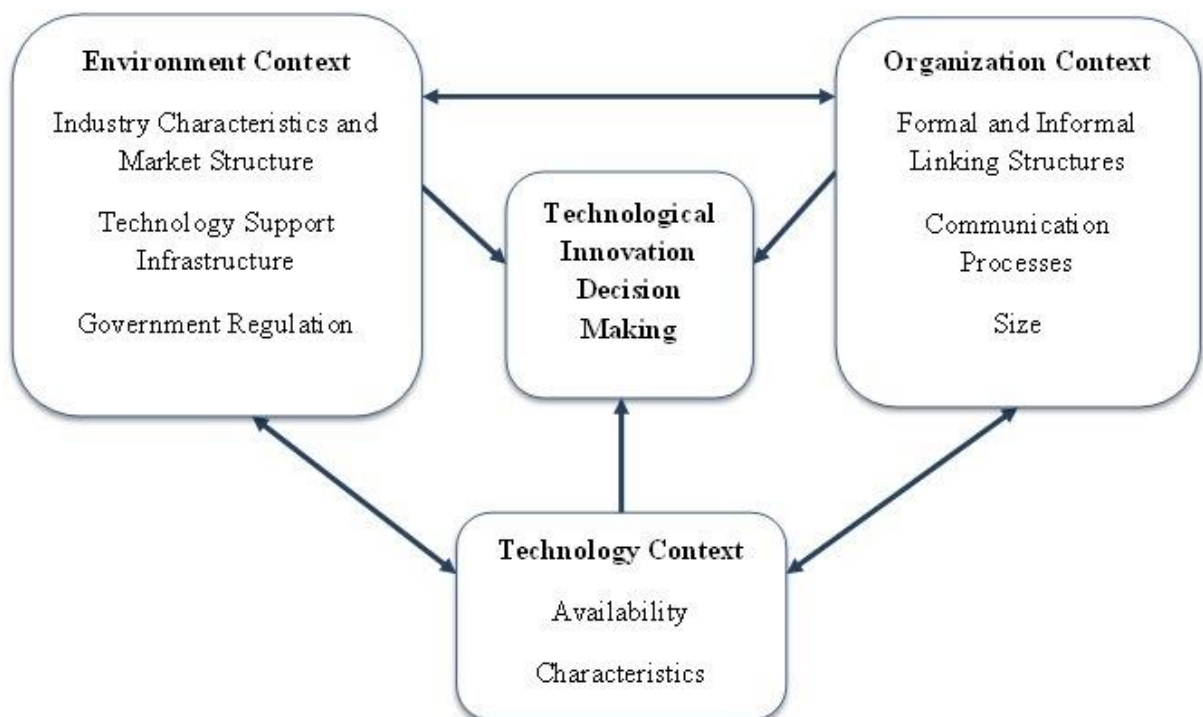 Environment Context
Industry Characteristics and
Market Structure
Technology Support
Infrastructure
Government Regulation
Technological
Innovation
Decision
Making
Organization Context
Formal and Informal
Linking Structures
Communication
Processes
Size
Technology Context
Availability
Characteristics